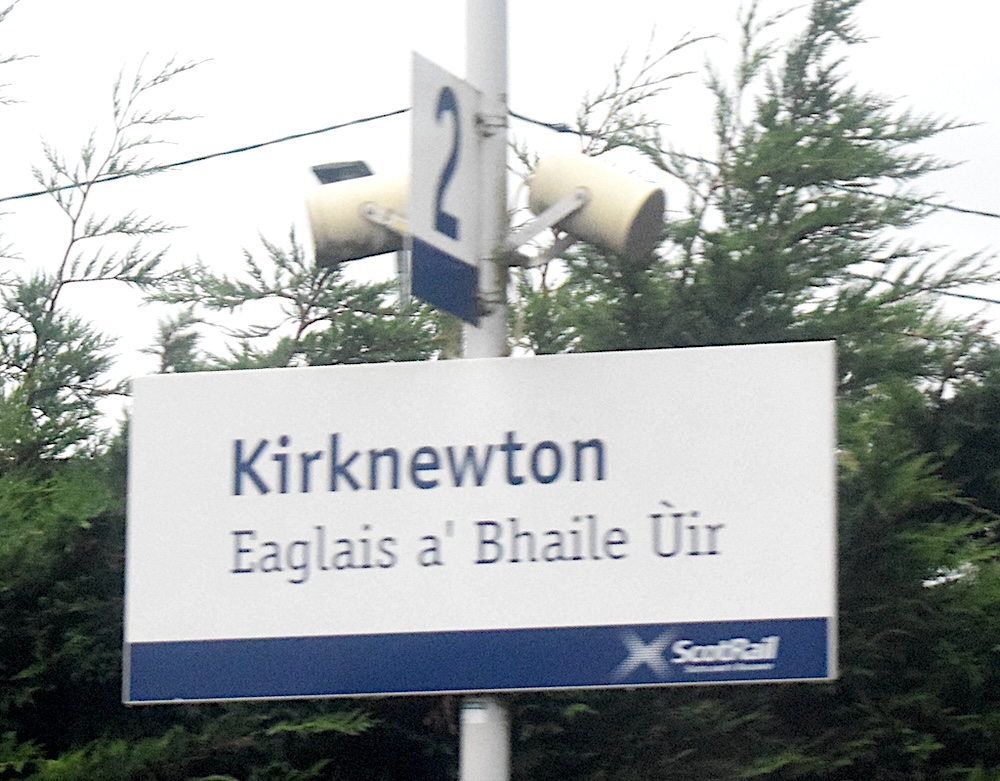 2
Kirknewton
Eaglais a' Bhaile Ùir
ScotRail